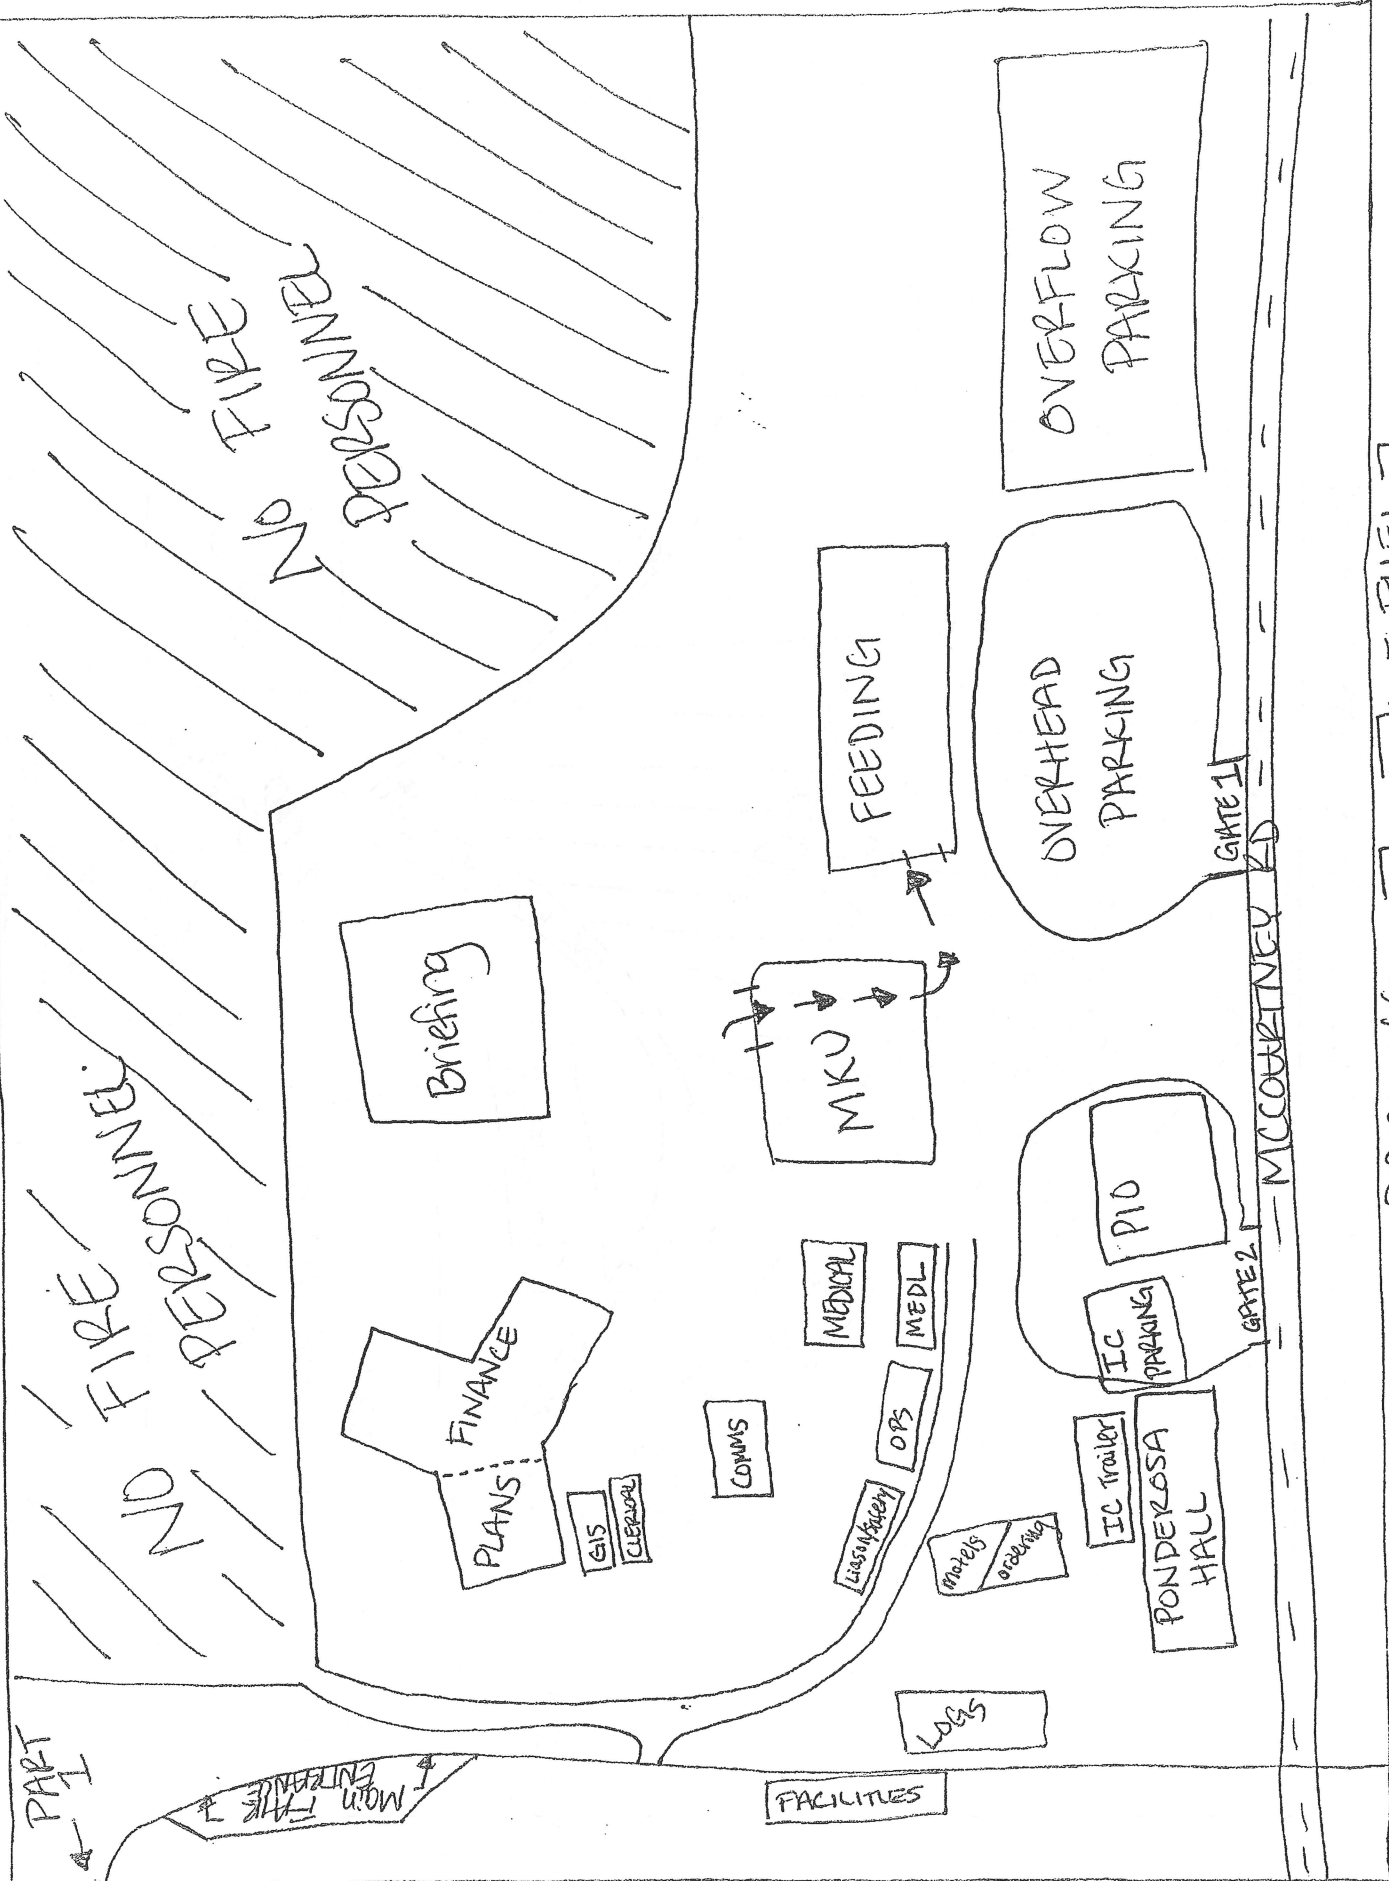 NO FIRE
PERSONNEL
NO FIRE
PERSONNEL
OVERFLOW
PARKING
FEEDING
OVERHEAD
PARKING
GATE 1
MCCOURTNEY RD
Briefing
MKU
PIO
GATE 2
IC
PARKING
MEDICAL
MEDL
OPS
COMMS
Liason/Safety
FINANCE
PLANS
GIS
CLERICAL
Motels
Ordering
IC Trailer
PONDEROSA
HALL
LOGS
FACILITIES
Main
FAIR
ENTRANCE
PART
1